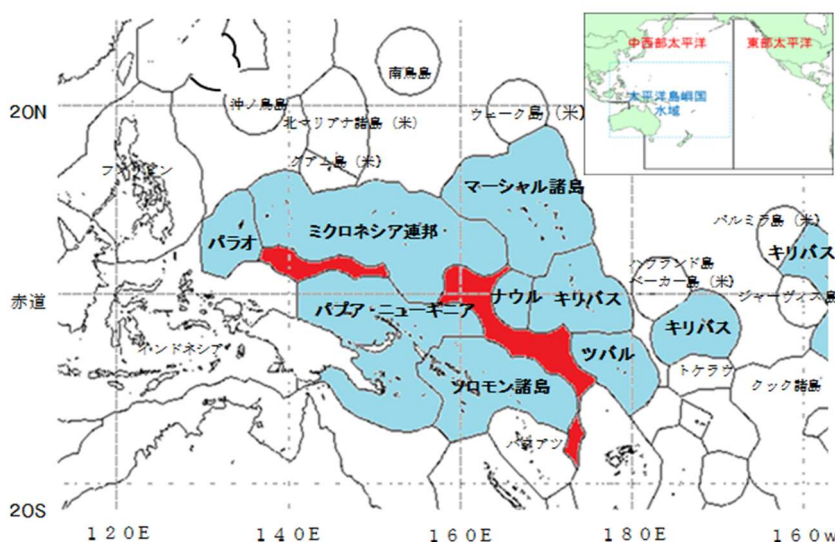 中西部太平洋
東部太平洋
太平洋島嶼国
水域
南鳥島
20N
沖ノ鳥島
北マリアナ諸島（米）
ウェーク島（米）
グアム島（米）
フィリピン
マーシャル諸島
パルミラ島（米）
ミクロネシア連邦
パラオ
キリバス
ハウランド島
ベーカー島（米）
赤道
ナウル
キリバス
ジャーヴィス島
パプア・ニューギニア
キリバス
インドネシア
ツバル
トケラウ
ソロモン諸島
クック諸島
バヌアツ
20S
120E
140E
160E
180E
160W